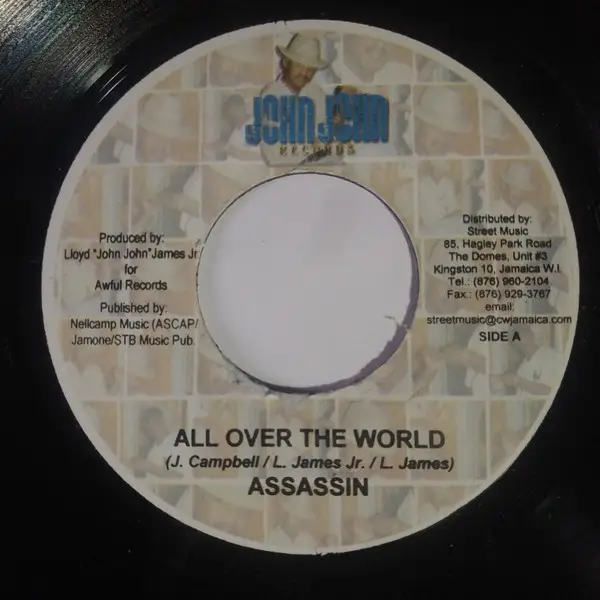 JOHN JOHN
RECORDS
Produced by:
Lloyd "John John"James Jr.
for
Awful Records
Published by:
Nellcamp Music (ASCAP/
Jamone/STB Music Pub.
Distributed by:
Street Music
85, Hagley Park Road
The Domes, Unit #3
Kingston 10, Jamaica W.I.
Tel.: (876) 960-2104
Fax.: (876) 929-3767
email:
streetmusic@cwjamaica.com
SIDE A
ALL OVER THE WORLD
(J. Campbell / L. James Jr. / L. James)
ASSASSIN